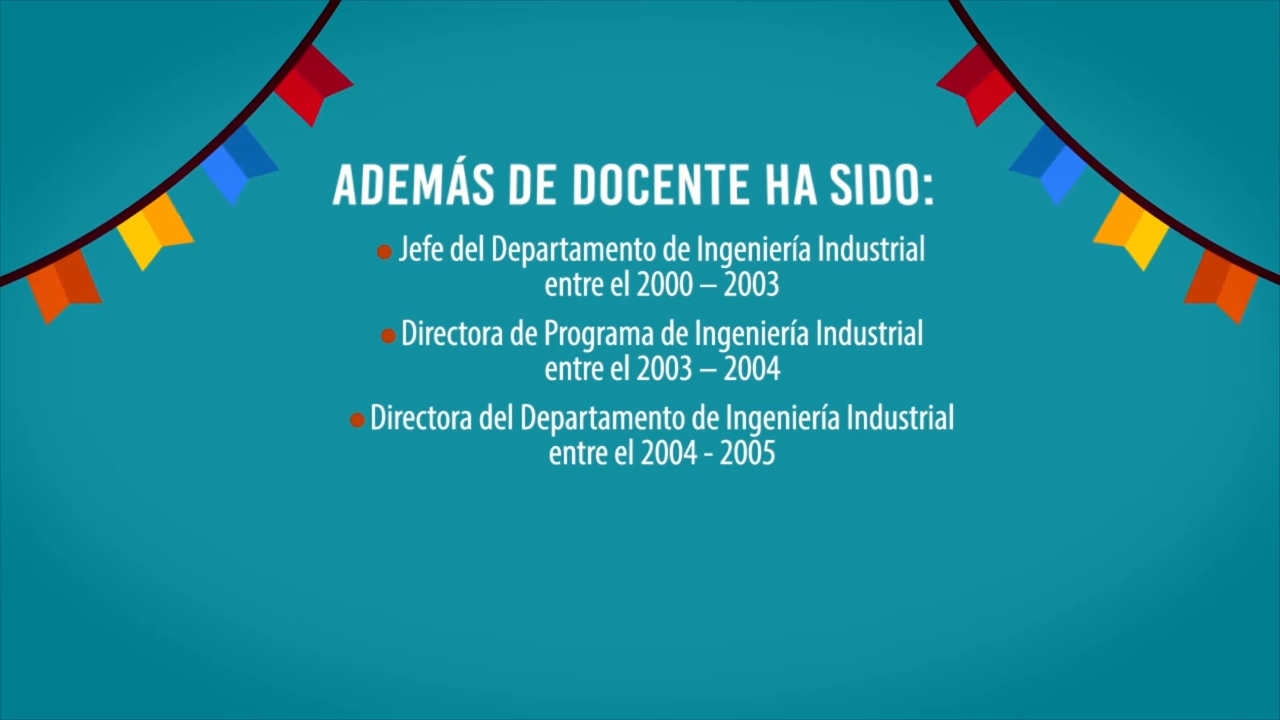 ADEMÁS DE DOCENTE HA SIDO:
Jefe del Departamento de Ingeniería Industrial
entre el 2000 – 2003
Directora de Programa de Ingeniería Industrial
entre el 2003 – 2004
Directora del Departamento de Ingeniería Industrial
entre el 2004 - 2005